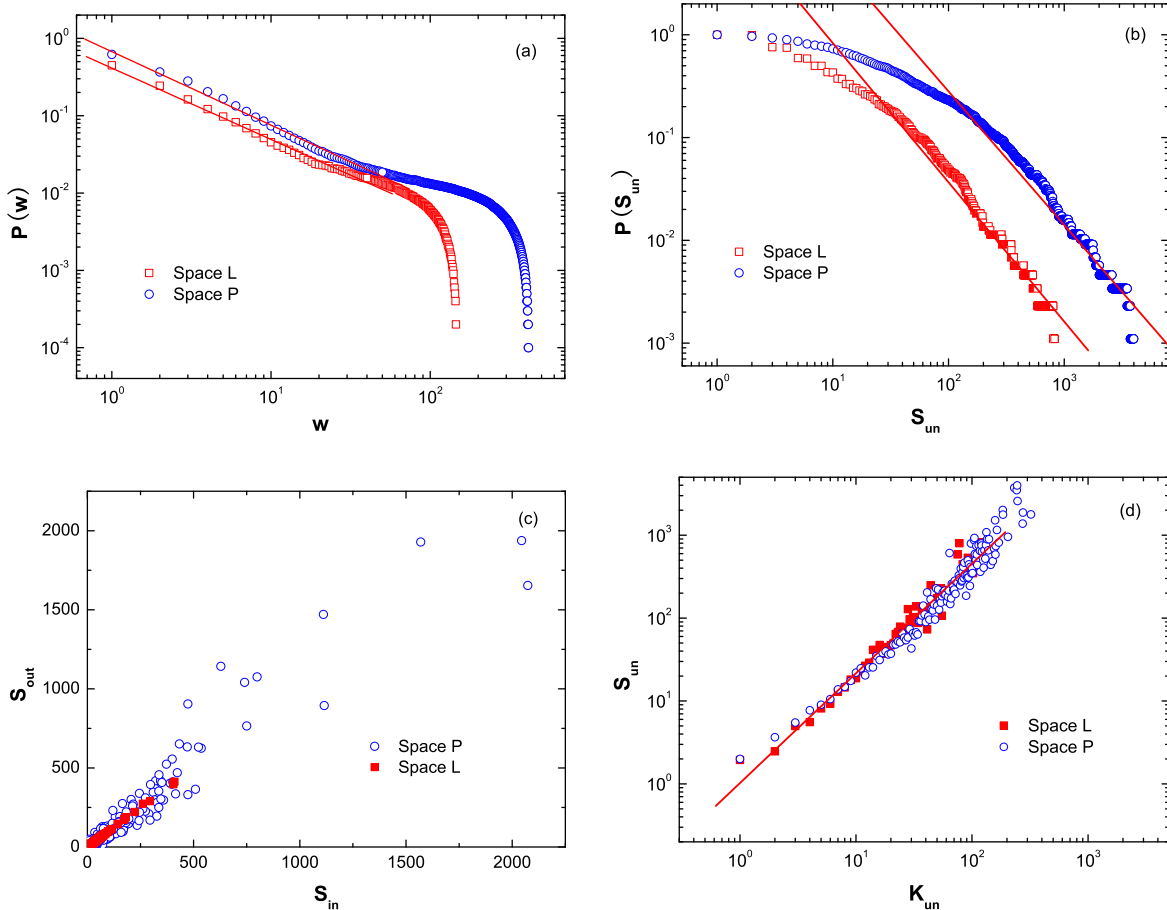 (a)
10^0
10^-1
10^-2
10^-3
10^-4
P(w)
Space L
Space P
10^0 10^1 10^2
w
(b)
10^0
10^-1
10^-2
10^-3
P(S_un)
Space L
Space P
10^0 10^1 10^2 10^3
S_un
(c)
2000
1500
1000
500
0
S_out
Space P
Space L
0 500 1000 1500 2000
S_in
(d)
10^3
10^2
10^1
10^0
S_un
Space L
Space P
10^0 10^1 10^2 10^3
K_un